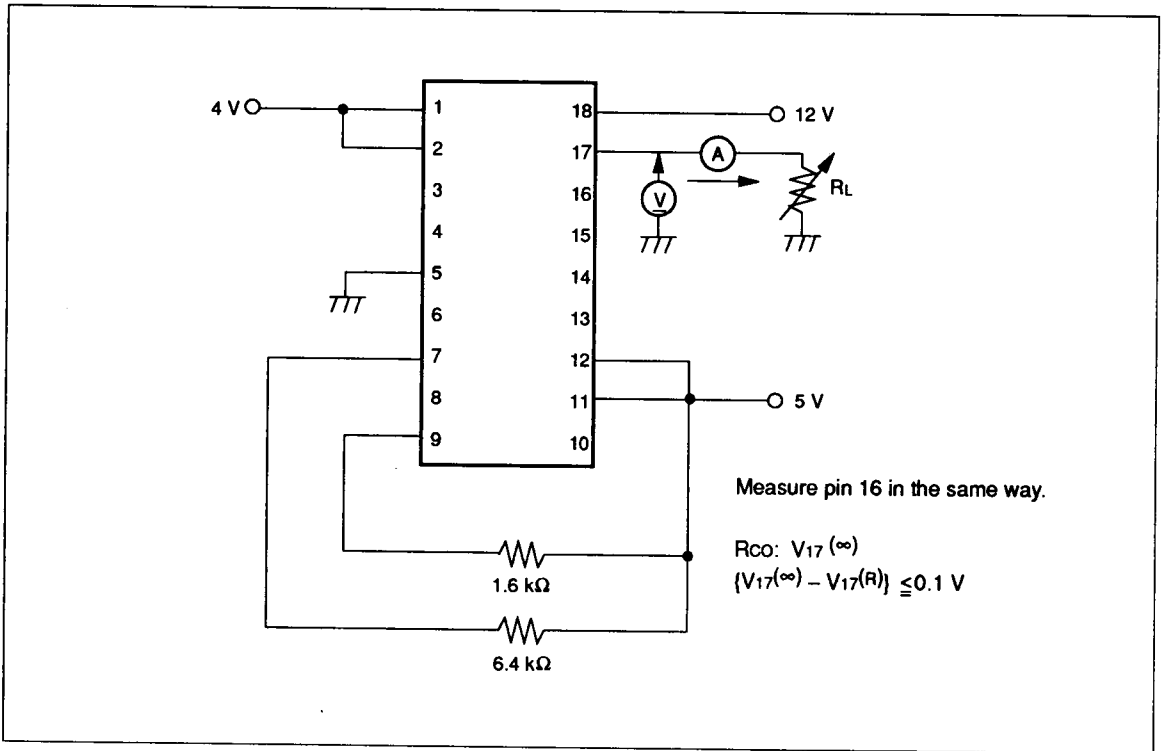 4 V
1
2
3
4
5
6
7
8
9
18
17
16
15
14
13
12
11
10
12 V
A
V
RL
5 V
Measure pin 16 in the same way.
Rco: V17 (∞)
{V17(∞) – V17(R)} ≦0.1 V
1.6 kΩ
6.4 kΩ